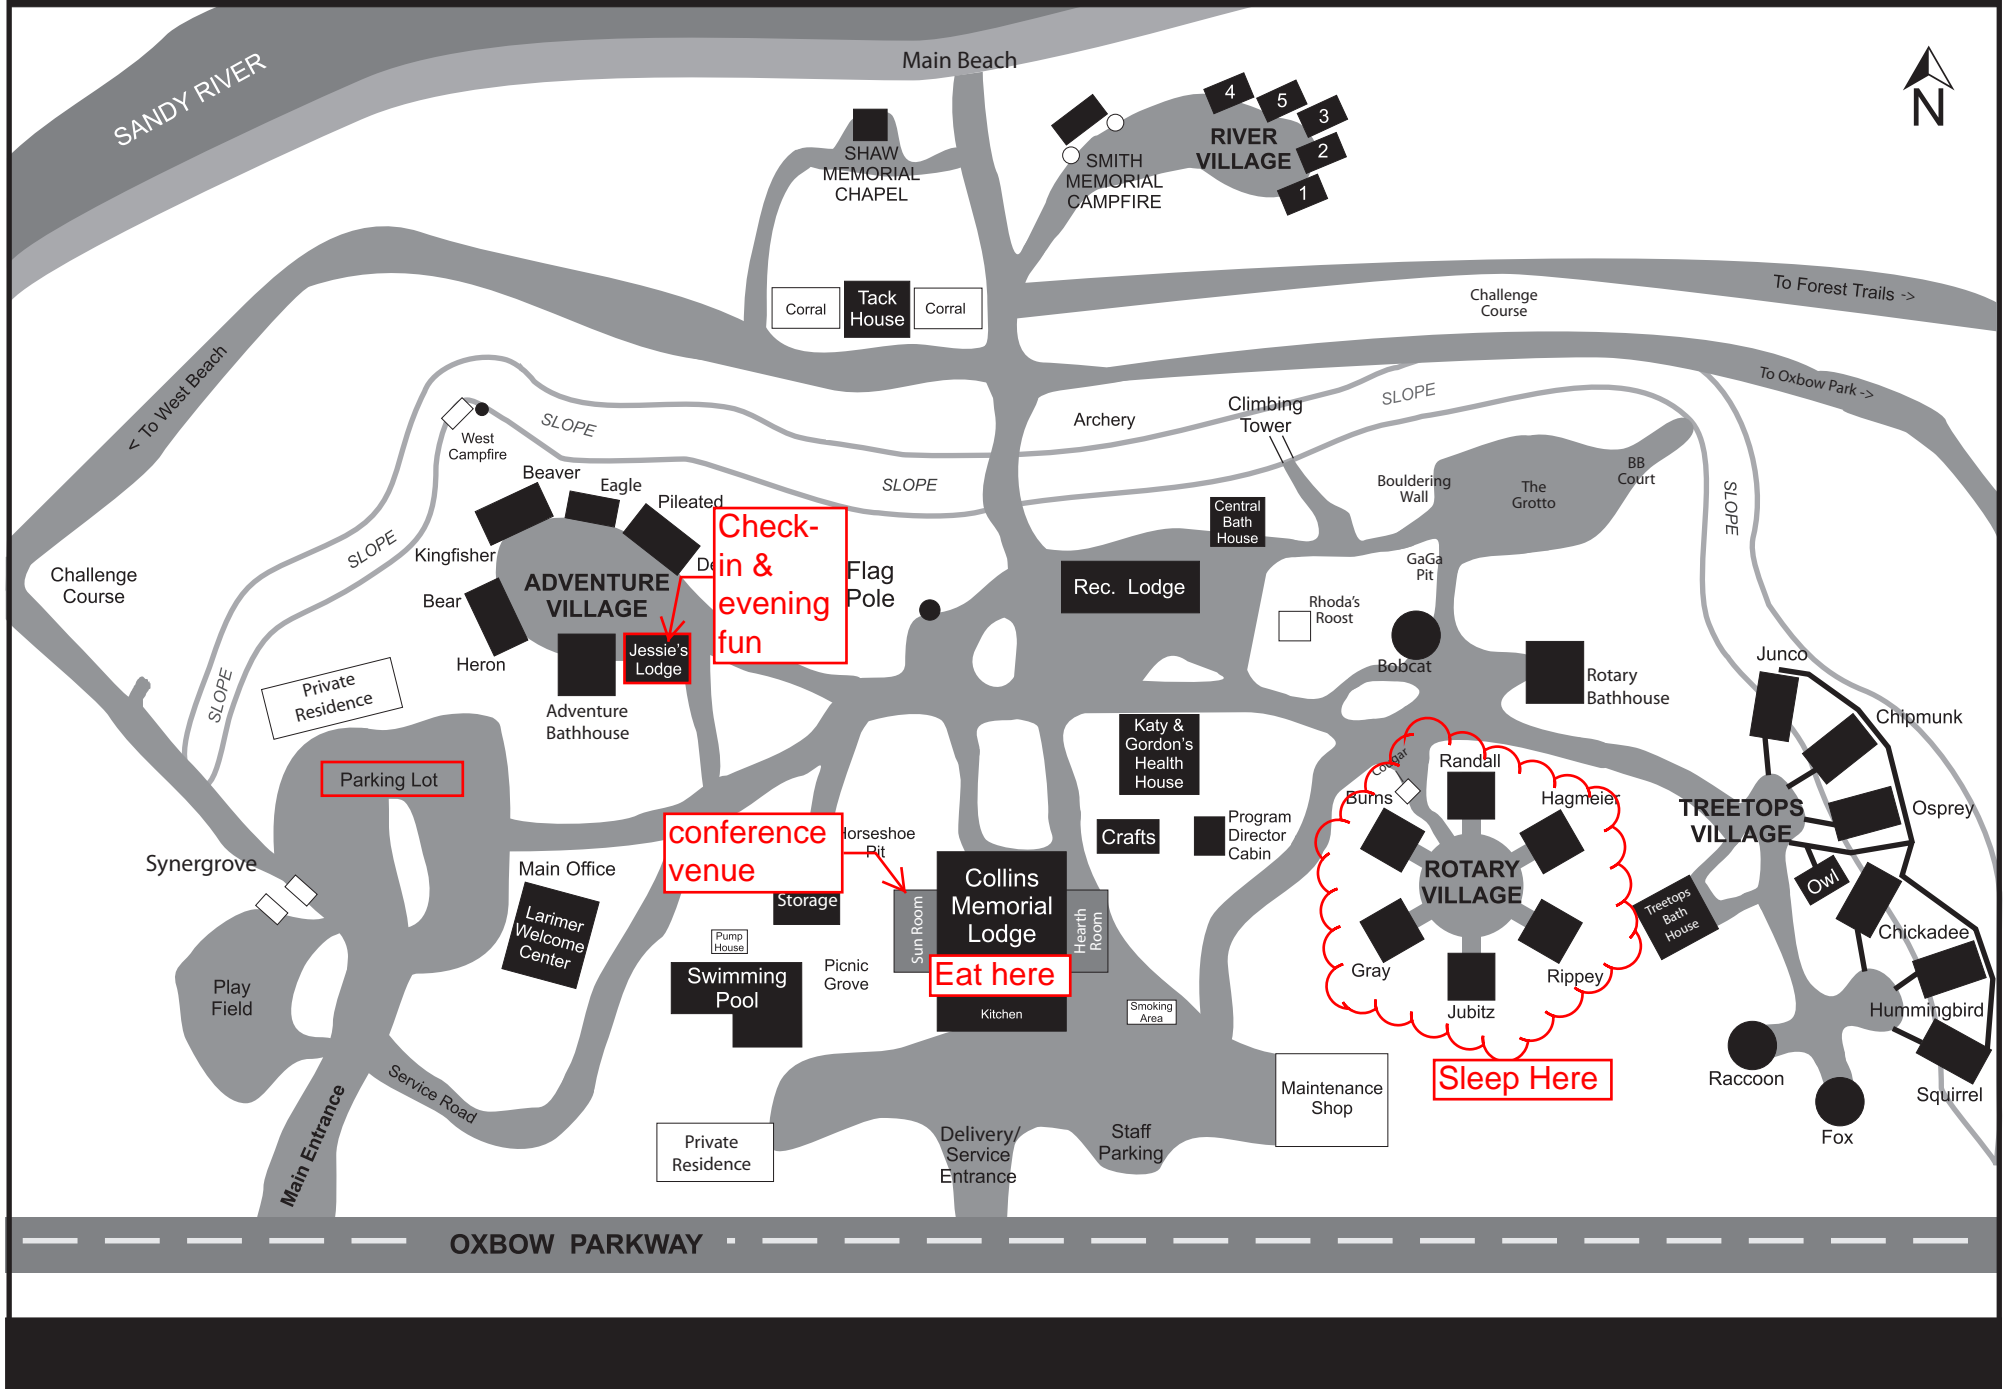 SANDY RIVER
Main Beach
N
SHAW
MEMORIAL
CHAPEL
SMITH
MEMORIAL
CAMPFIRE
4
5
3
2
1
RIVER
VILLAGE
Corral
Tack
House
Corral
To Forest Trails ->
Challenge
Course
< To West Beach
To Oxbow Park ->
SLOPE
SLOPE
SLOPE
SLOPE
SLOPE
SLOPE
West
Campfire
Archery
Climbing
Tower
Bouldering
Wall
The
Grotto
BB
Court
Beaver
Eagle
Pileated
Kingfisher
Bear
Heron
ADVENTURE
VILLAGE
Jessie's
Lodge
Adventure
Bathhouse
Check-
in &
evening
fun
Flag
Pole
Challenge
Course
Private
Residence
Central
Bath
House
Rec. Lodge
GaGa
Pit
Rhoda's
Roost
Bobcat
Rotary
Bathhouse
Junco
Chipmunk
Osprey
TREETOPS
VILLAGE
Owl
Treetops
Bath
House
Chickadee
Hummingbird
Squirrel
Raccoon
Fox
Parking Lot
Katy &
Gordon's
Health
House
Crafts
Program
Director
Cabin
Cougar
Randall
Burns
Hagmeier
ROTARY
VILLAGE
Gray
Rippey
Jubitz
Sleep Here
conference
venue
Horseshoe
Pit
Storage
Pump
House
Swimming
Pool
Picnic
Grove
Sun Room
Collins
Memorial
Lodge
Hearth
Room
Eat here
Kitchen
Smoking
Area
Synergrove
Main Office
Larimer
Welcome
Center
Play
Field
Service Road
Main Entrance
Private
Residence
Delivery/
Service
Entrance
Staff
Parking
Maintenance
Shop
OXBOW PARKWAY